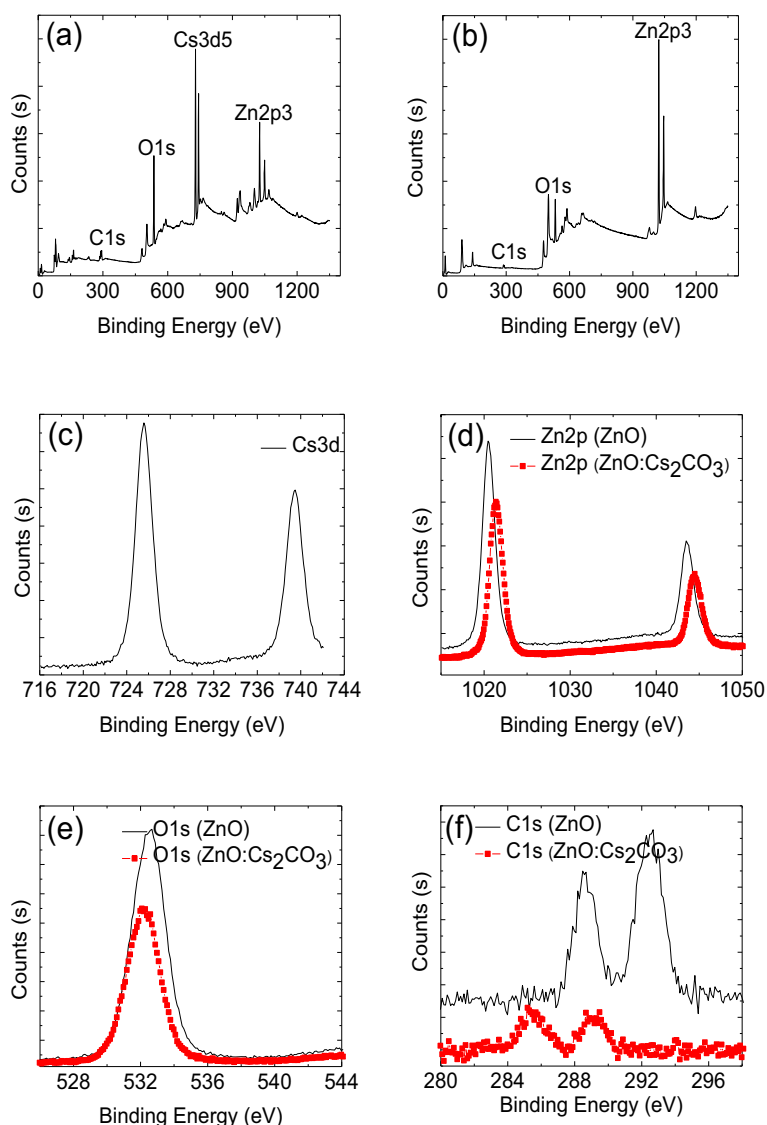 (a)
Cs3d5
Zn2p3
O1s
C1s
Counts (s)
0 300 600 900 1200
Binding Energy (eV)
(b)
Zn2p3
O1s
C1s
Counts (s)
0 300 600 900 1200
Binding Energy (eV)
(c)
Cs3d
Counts (s)
716 720 724 728 732 736 740 744
Binding Energy (eV)
(d)
Zn2p (ZnO)
Zn2p (ZnO:Cs₂CO₃)
Counts (s)
1020 1030 1040 1050
Binding Energy (eV)
(e)
O1s (ZnO)
O1s (ZnO:Cs₂CO₃)
Counts (s)
528 532 536 540 544
Binding Energy (eV)
(f)
C1s (ZnO)
C1s (ZnO:Cs₂CO₃)
Counts (s)
280 284 288 292 296
Binding Energy (eV)